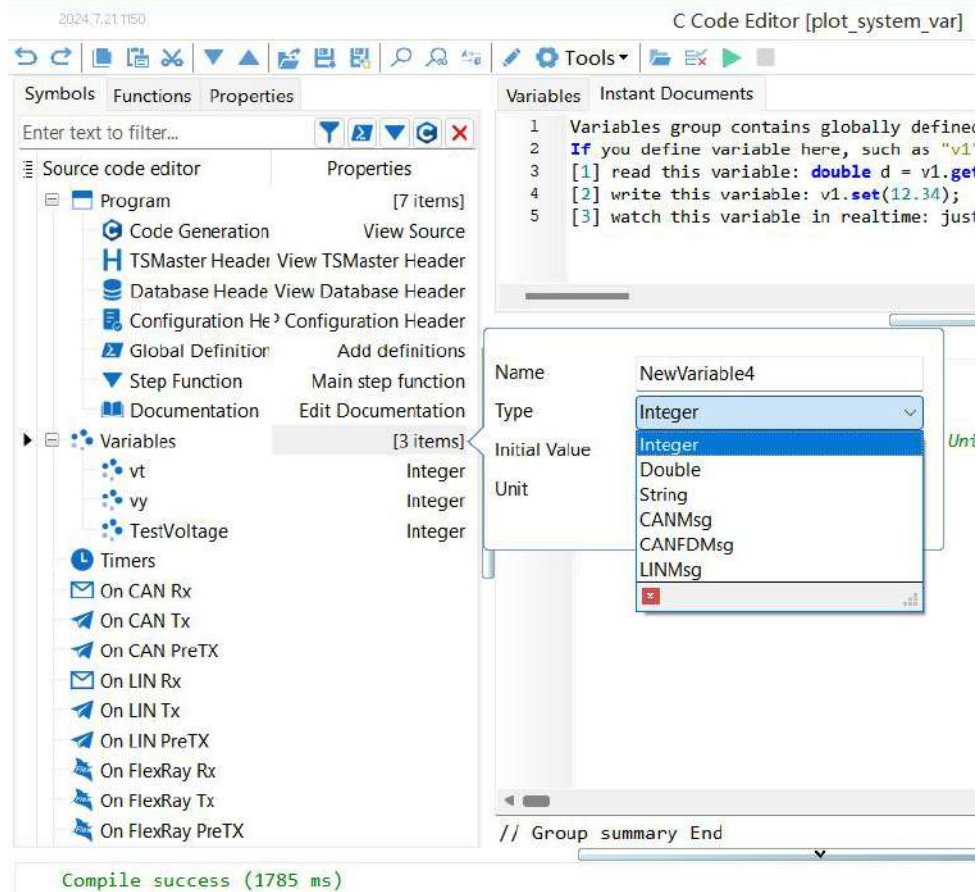 2024.7.21.1150
C Code Editor [plot_system_var]
Tools
Symbols Functions Properties
Enter text to filter...
Source code editor Properties
Program [7 items]
Code Generation View Source
TSMaster Header View TSMaster Header
Database Heade View Database Header
Configuration He Configuration Header
Global Definition Add definitions
Step Function Main step function
Documentation Edit Documentation
Variables [3 items]
vt Integer
vy Integer
TestVoltage Integer
Timers
On CAN Rx
On CAN Tx
On CAN PreTX
On LIN Rx
On LIN Tx
On LIN PreTX
On FlexRay Rx
On FlexRay Tx
On FlexRay PreTX
Variables Instant Documents
1 Variables group contains globally defined
2 If you define variable here, such as "v1"
3 [1] read this variable: double d = v1.get
4 [2] write this variable: v1.set(12.34);
5 [3] watch this variable in realtime: just
Name NewVariable4
Type Integer
Initial Value
Unit
Integer
Double
String
CANMsg
CANFDMsg
LINMsg
Uni
// Group summary End
Compile success (1785 ms)